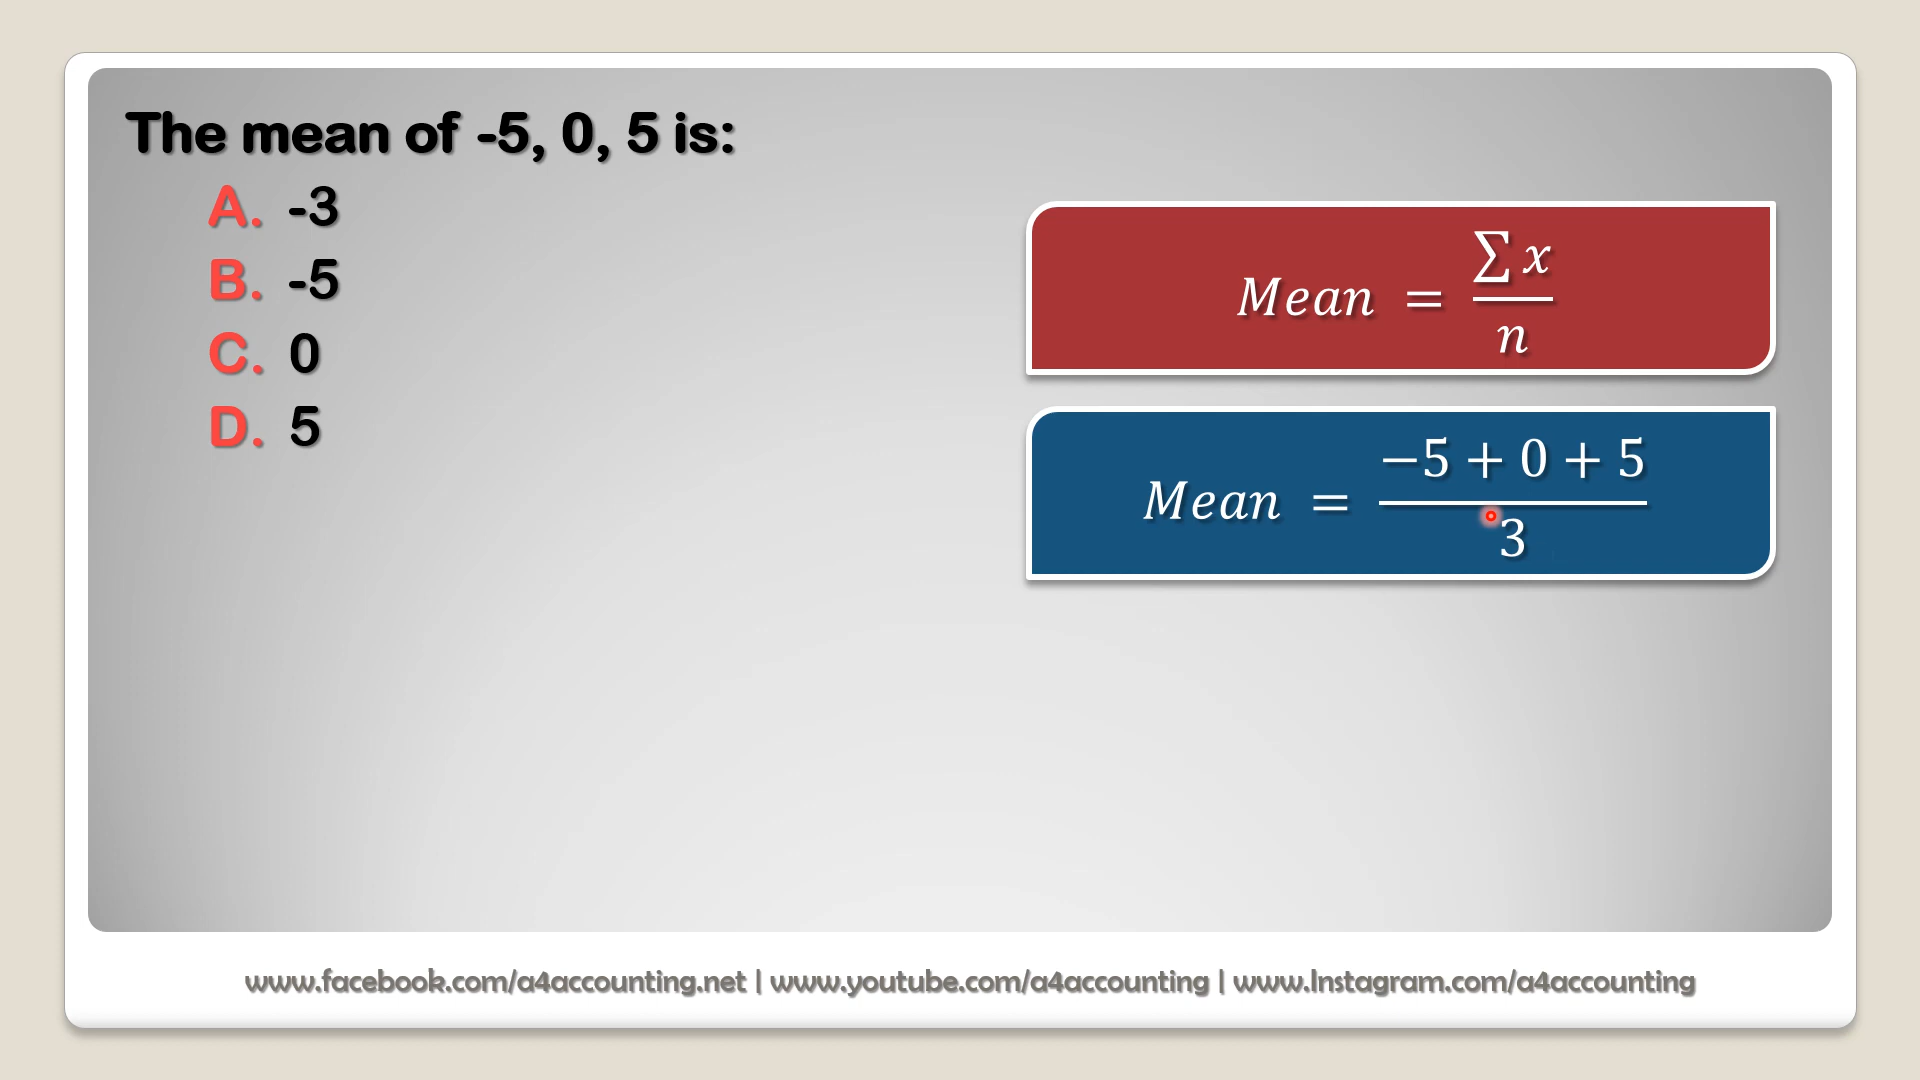 The mean of -5, 0, 5 is:
A. -3
B. -5
C. 0
D. 5
Mean = ∑x / n
Mean = −5 + 0 + 5 / 3
www.facebook.com/a4accounting.net | www.youtube.com/a4accounting | www.Instagram.com/a4accounting